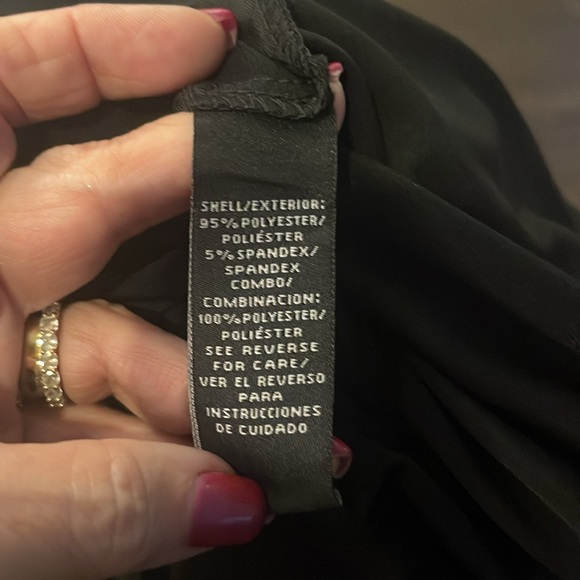 SHELL/EXTERIOR:
95% POLYESTER/
POLIÉSTER
5% SPANDEX/
SPANDEX
COMBO/
COMBINACION:
100% POLYESTER/
POLIÉSTER
SEE REVERSE
FOR CARE/
VER EL REVERSO
PARA
INSTRUCCIONES
DE CUIDADO